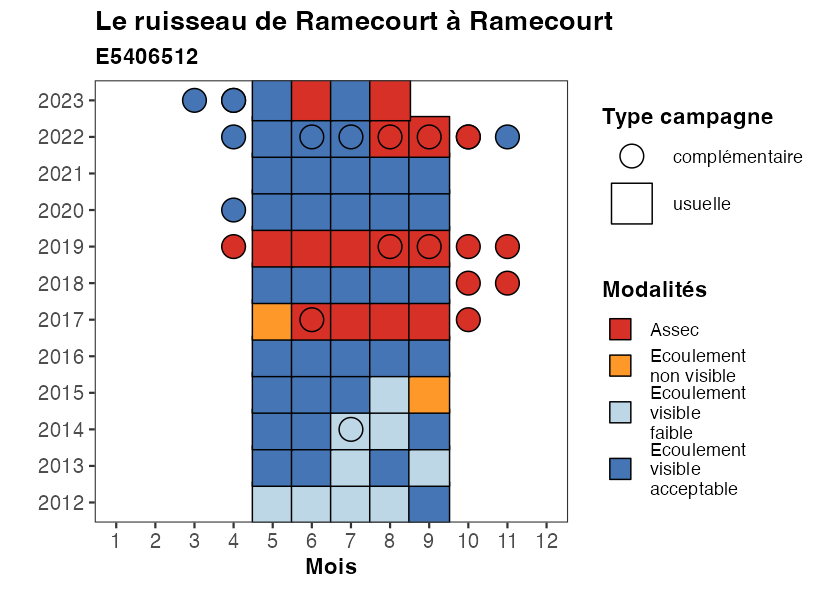 Le ruisseau de Ramecourt à Ramecourt
E5406512
2023
2022
2021
2020
2019
2018
2017
2016
2015
2014
2013
2012
1 2 3 4 5 6 7 8 9 10 11 12
Mois
Type campagne
complémentaire
usuelle
Modalités
Assec
Ecoulement
non visible
Ecoulement
visible
faible
Ecoulement
visible
acceptable